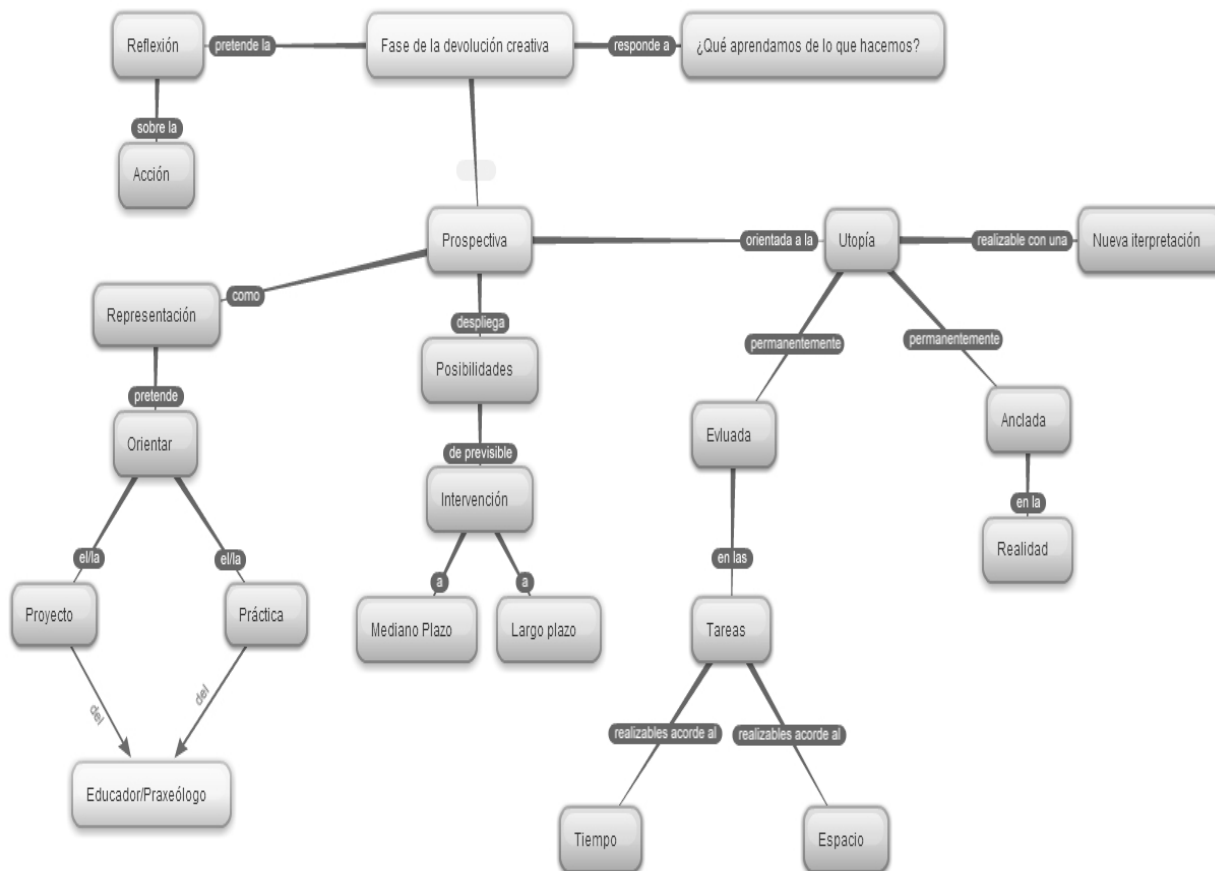 Reflexión
pretende la
Fase de la devolución creativa
responde a
¿Qué aprendamos de lo que hacemos?
sobre la
Acción
Prospectiva
orientada a la
Utopía
realizable con una
Nueva iterpretación
como
Representación
despliega
permanentemente
permanentemente
Posibilidades
pretende
Orientar
Evluada
Anclada
de previsible
Intervención
en la
Realidad
el/la
el/la
a
a
en las
Proyecto
Práctica
Mediano Plazo
Largo plazo
Tareas
del
del
realizables acorde al
realizables acorde al
Educador/Praxeólogo
Tiempo
Espacio